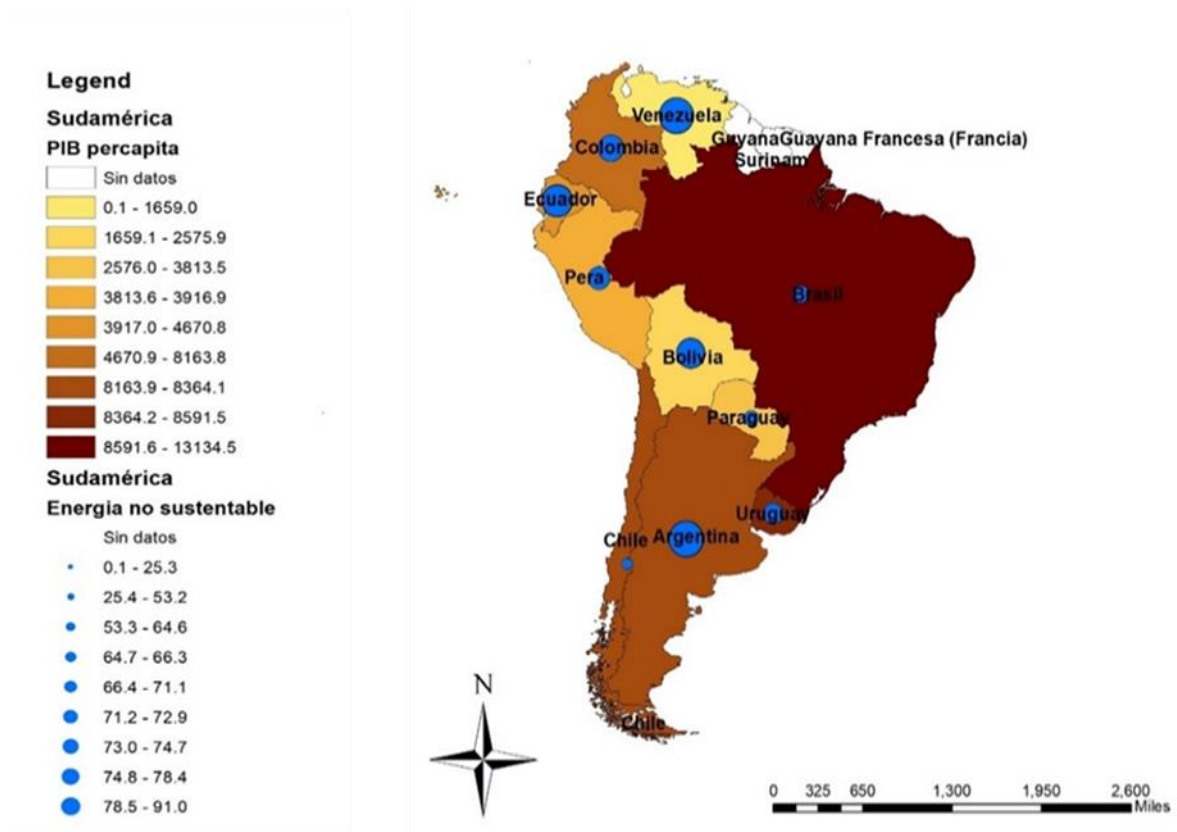 Legend
Sudamérica
PIB percapita
Sin datos
0.1 - 1659.0
1659.1 - 2575.9
2576.0 - 3813.5
3813.6 - 3916.9
3917.0 - 4670.8
4670.9 - 8163.8
8163.9 - 8364.1
8364.2 - 8591.5
8591.6 - 13134.5
Sudamérica
Energia no sustentable
Sin datos
0.1 - 25.3
25.4 - 53.2
53.3 - 64.6
64.7 - 66.3
66.4 - 71.1
71.2 - 72.9
73.0 - 74.7
74.8 - 78.4
78.5 - 91.0
Venezuela
GuyanaGuayana Francesa (Francia)
Colombia
Surinam
Ecuador
Pera
Brasil
Bolivia
Paraguay
Uruguay
Chile
Argentina
Chile
N
0 325 650 1,300 1,950 2,600
Miles